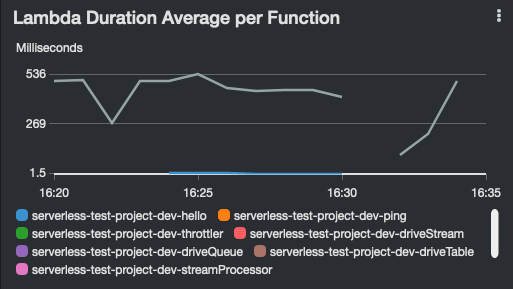 Lambda Duration Average per Function
Milliseconds
536
269
1.5
16:20 16:25 16:30 16:35
serverless-test-project-dev-hello serverless-test-project-dev-ping
serverless-test-project-dev-throttler serverless-test-project-dev-driveStream
serverless-test-project-dev-driveQueue serverless-test-project-dev-driveTable
serverless-test-project-dev-streamProcessor